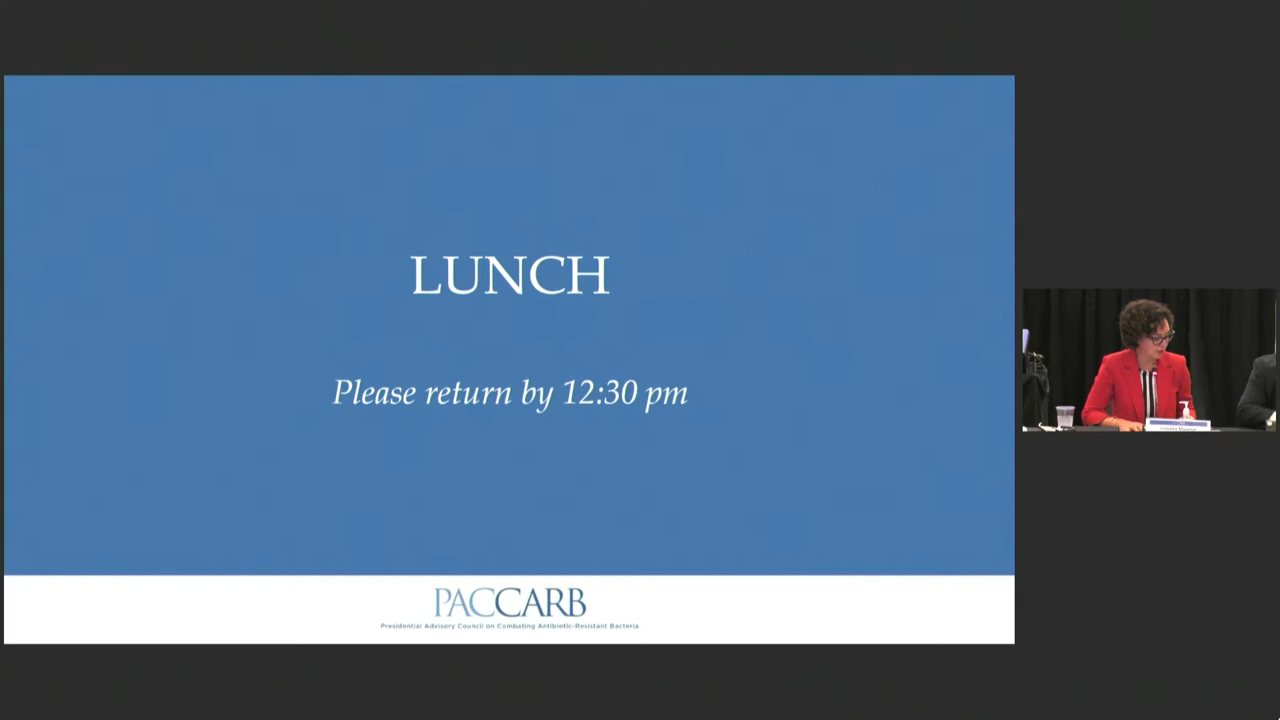 LUNCH
Please return by 12:30 pm
PACCARB
Presidential Advisory Council on Combating Antibiotic-Resistant Bacteria